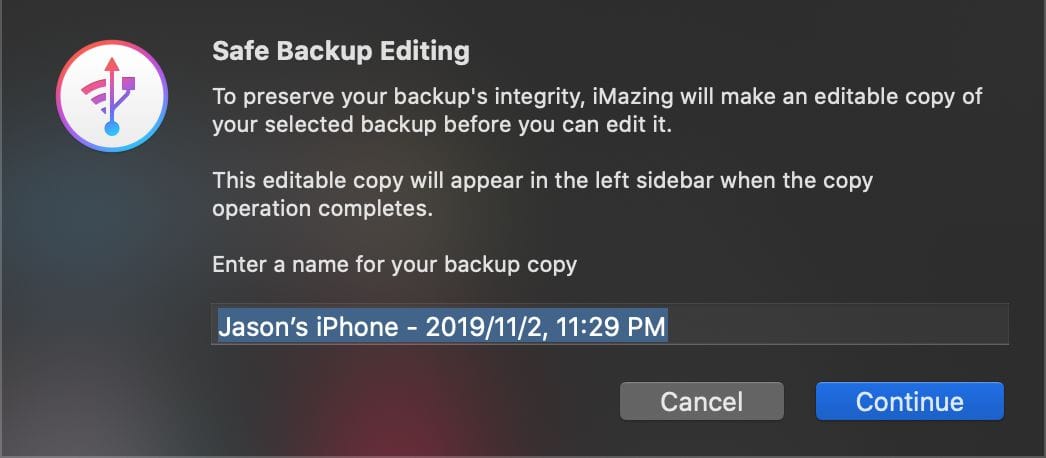 Safe Backup Editing
To preserve your backup's integrity, iMazing will make an editable copy of
your selected backup before you can edit it.
This editable copy will appear in the left sidebar when the copy
operation completes.
Enter a name for your backup copy
Jason’s iPhone - 2019/11/2, 11:29 PM
Cancel
Continue